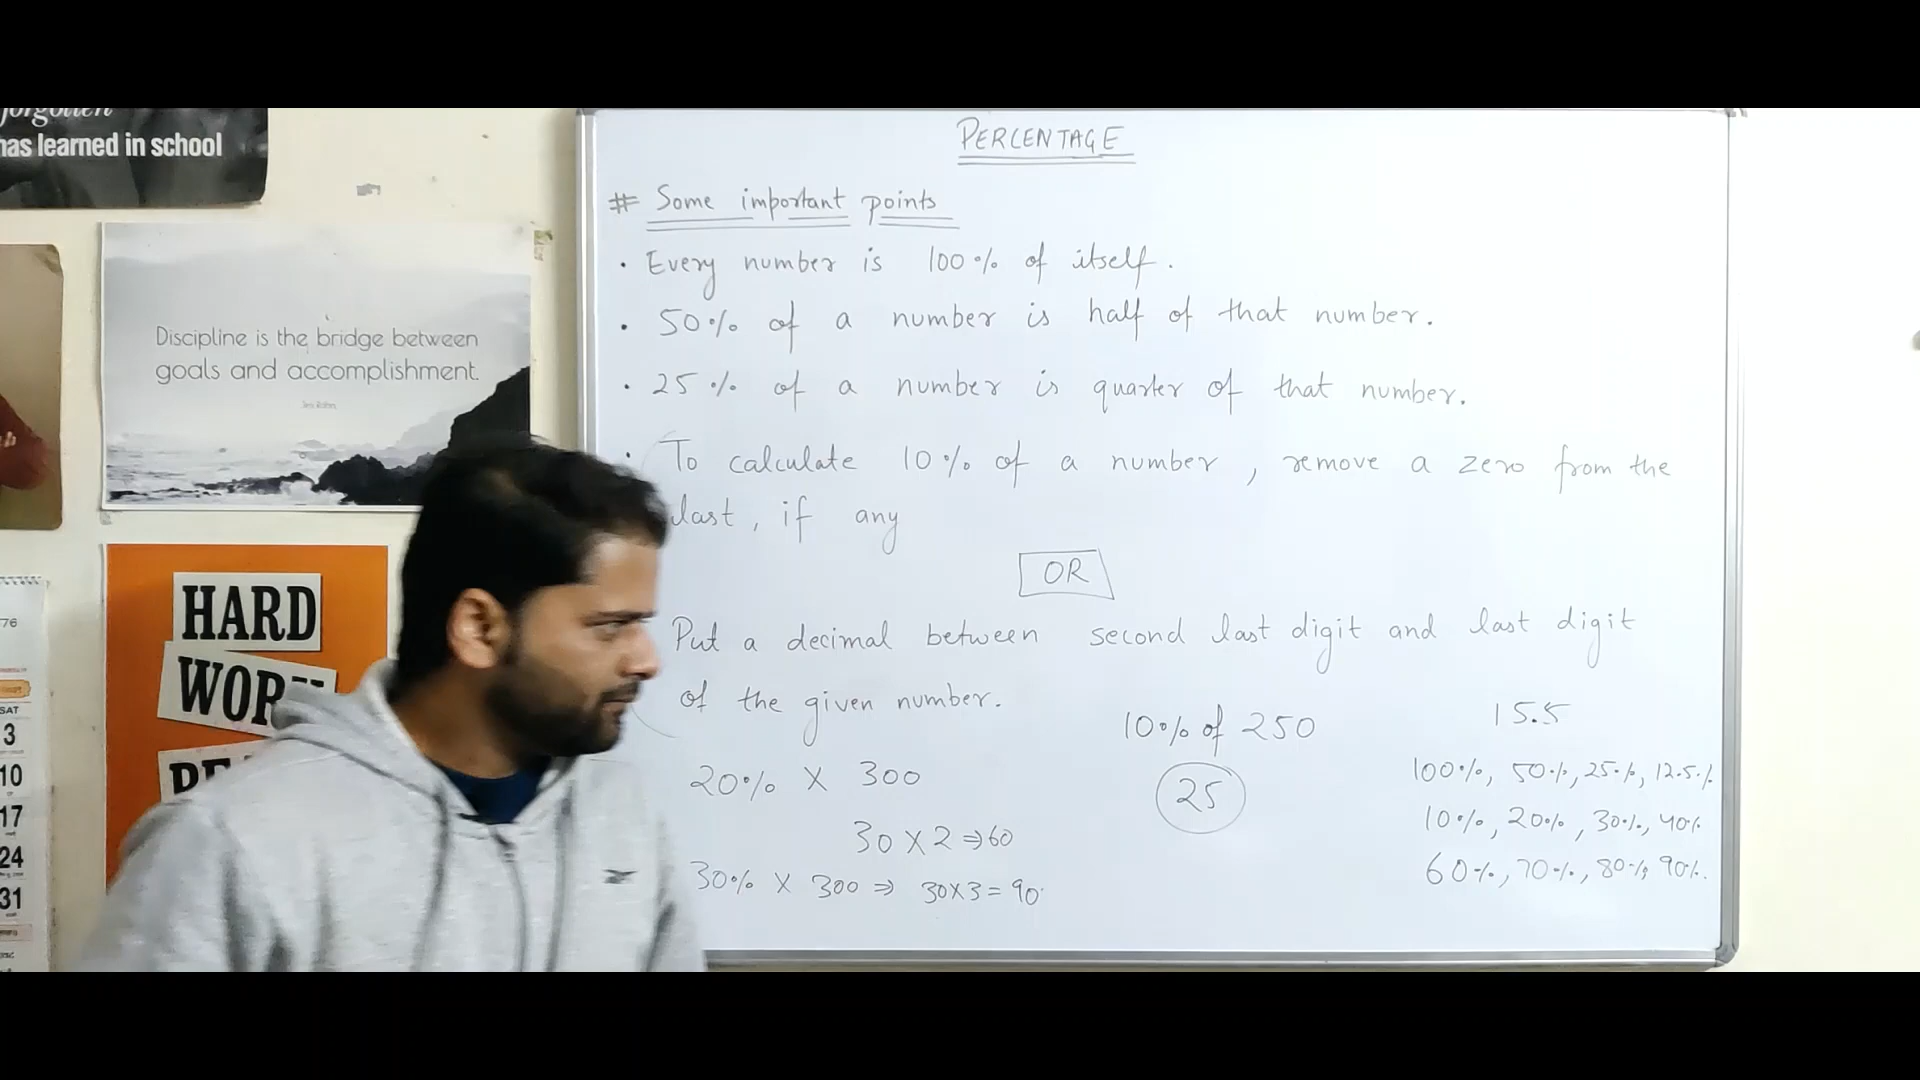 forgotten
has learned in school
Discipline is the bridge between
goals and accomplishment.
HARD
WORK
76
SAT
3
10
17
24
31
PERCENTAGE
# Some important points
• Every number is 100% of itself.
• 50% of a number is half of that number.
• 25% of a number is quarter of that number.
• To calculate 10% of a number, remove a zero from the
last, if any
OR
Put a decimal between second last digit and last digit
of the given number.
20% X 300
30 X 2 ⇒ 60
30% X 300 ⇒ 30X3 = 90
10% of 250
25
15.5
100%, 50%, 25%, 12.5%
10%, 20%, 30%, 40%
60%, 70%, 80%, 90%.